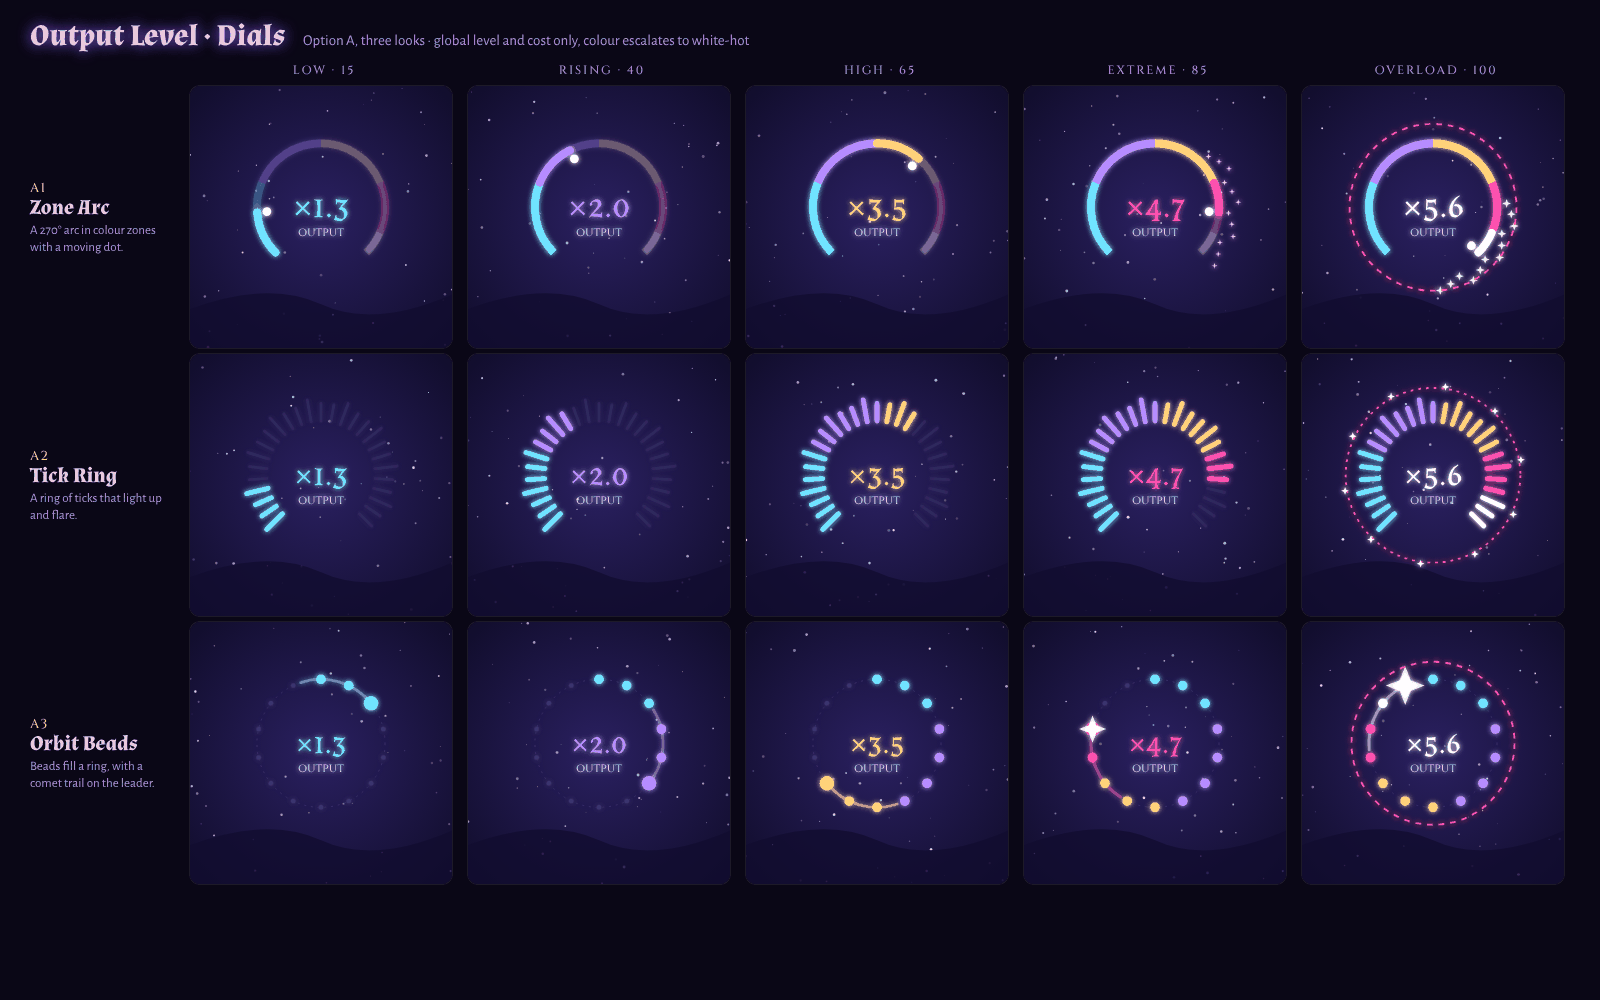 Output Level · Dials
Option A, three looks · global level and cost only, colour escalates to white-hot
LOW · 15
RISING · 40
HIGH · 65
EXTREME · 85
OVERLOAD · 100
A1
Zone Arc
A 270° arc in colour zones
with a moving dot.
×1.3
OUTPUT
×2.0
OUTPUT
×3.5
OUTPUT
×4.7
OUTPUT
×5.6
OUTPUT
A2
Tick Ring
A ring of ticks that light up
and flare.
×1.3
OUTPUT
×2.0
OUTPUT
×3.5
OUTPUT
×4.7
OUTPUT
×5.6
OUTPUT
A3
Orbit Beads
Beads fill a ring, with a
comet trail on the leader.
×1.3
OUTPUT
×2.0
OUTPUT
×3.5
OUTPUT
×4.7
OUTPUT
×5.6
OUTPUT